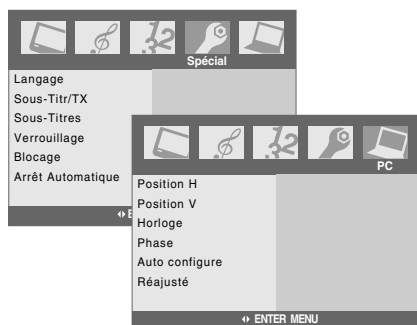 Spécial
Langage
Sous-Titr/TX
Sous-Titres
Verrouillage
Blocage
Arrêt Automatique
PC
Position H
Position V
Horloge
Phase
Auto configure
Réajusté
ENTER MENU